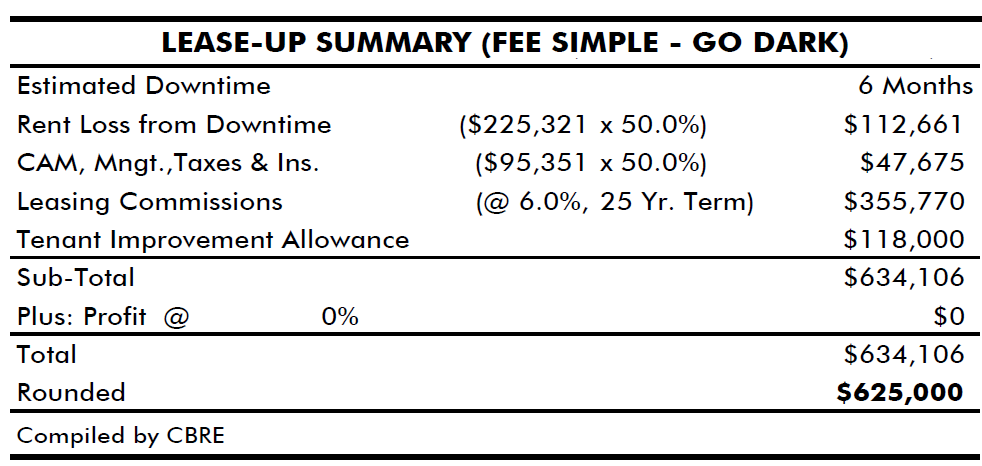 LEASE-UP SUMMARY (FEE SIMPLE - GO DARK)
Estimated Downtime 6 Months
Rent Loss from Downtime ($225,321 x 50.0%) $112,661
CAM, Mngt.,Taxes & Ins. ($95,351 x 50.0%) $47,675
Leasing Commissions (@ 6.0%, 25 Yr. Term) $355,770
Tenant Improvement Allowance $118,000
Sub-Total $634,106
Plus: Profit @ 0% $0
Total $634,106
Rounded $625,000
Compiled by CBRE